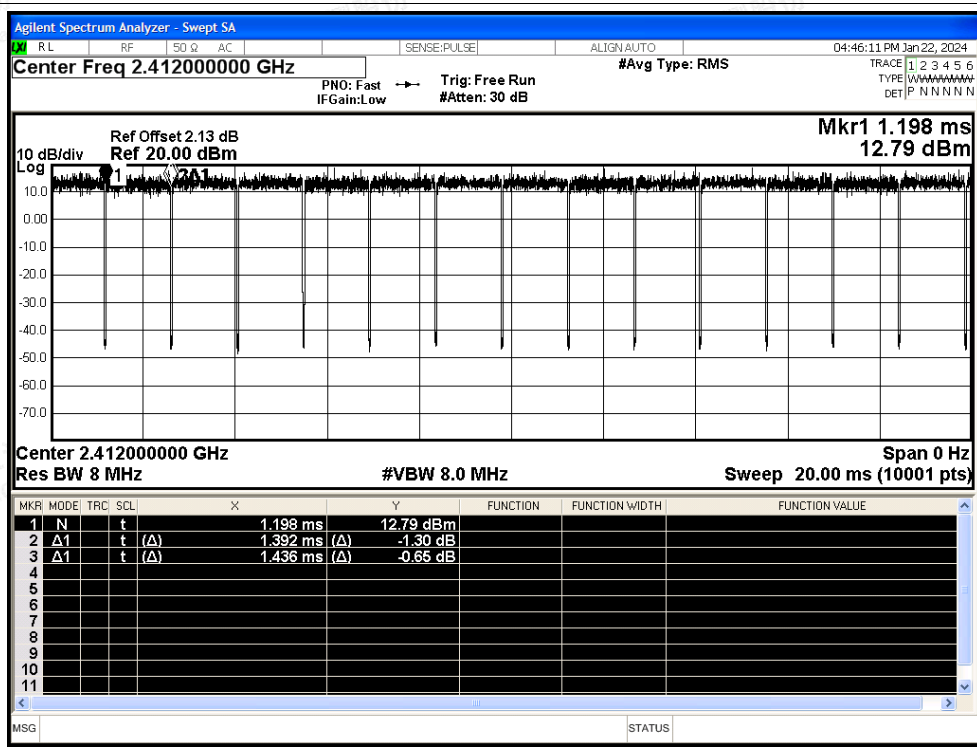 Agilent Spectrum Analyzer - Swept SA
LXI RL RF 50 Ω AC SENSE:PULSE ALIGN AUTO 04:46:11 PM Jan 22, 2024
Center Freq 2.412000000 GHz #Avg Type: RMS TRACE 1 2 3 4 5 6
PNO: Fast Trig: Free Run TYPE WWWWWW
IFGain:Low #Atten: 30 dB DET P N N N N N
Mkr1 1.198 ms
Ref Offset 2.13 dB
10 dB/div Ref 20.00 dBm 12.79 dBm
Log
1 3Δ1
10.0
0.00
-10.0
-20.0
-30.0
-40.0
-50.0
-60.0
-70.0
Center 2.412000000 GHz Span 0 Hz
Res BW 8 MHz #VBW 8.0 MHz Sweep 20.00 ms (10001 pts)
MKR MODE TRC SCL X Y FUNCTION FUNCTION WIDTH FUNCTION VALUE
1 N t 1.198 ms 12.79 dBm
2 Δ1 t (Δ) 1.392 ms (Δ) -1.30 dB
3 Δ1 t (Δ) 1.436 ms (Δ) -0.65 dB
4
5
6
7
8
9
10
11
MSG STATUS